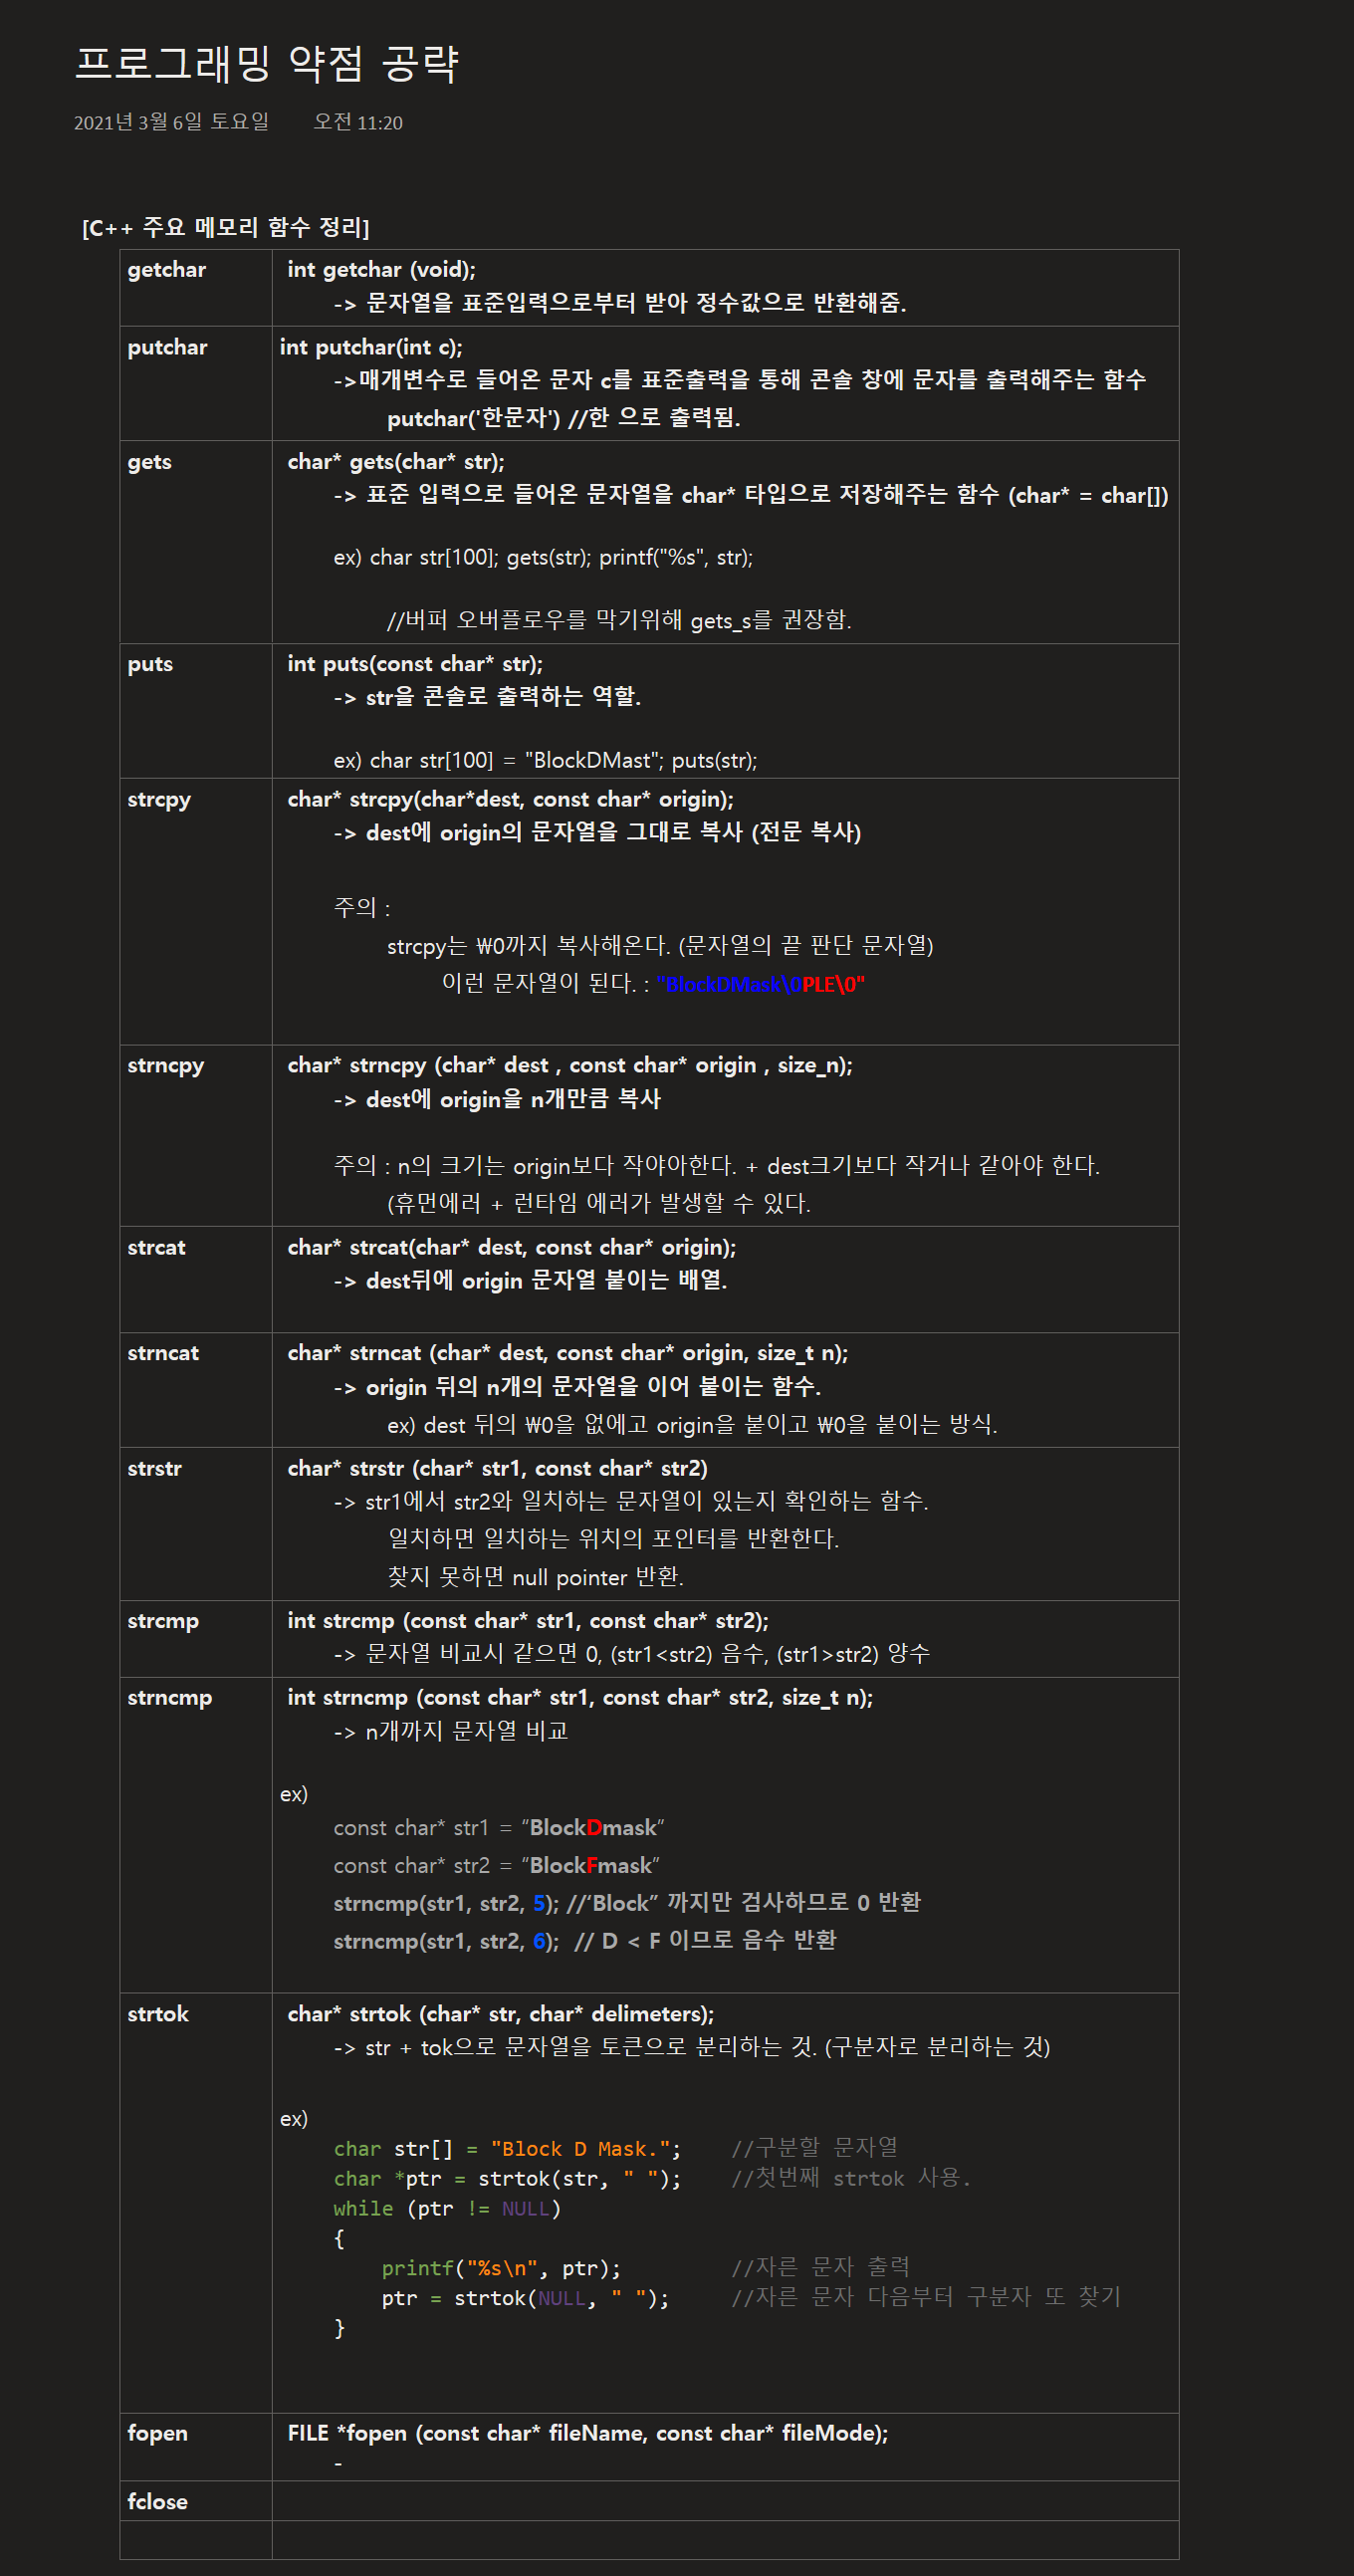 프로그래밍 약점 공략
2021년 3월 6일 토요일 오전 11:20
[C++ 주요 메모리 함수 정리]
getchar
int getchar (void);
-> 문자열을 표준입력으로부터 받아 정수값으로 반환해줌.
putchar
int putchar(int c);
->매개변수로 들어온 문자 c를 표준출력을 통해 콘솔 창에 문자를 출력해주는 함수
putchar('한문자') //한 으로 출력됨.
gets
char* gets(char* str);
-> 표준 입력으로 들어온 문자열을 char* 타입으로 저장해주는 함수 (char* = char[])
ex) char str[100]; gets(str); printf("%s", str);
//버퍼 오버플로우를 막기위해 gets_s를 권장함.
puts
int puts(const char* str);
-> str을 콘솔로 출력하는 역할.
ex) char str[100] = "BlockDMast"; puts(str);
strcpy
char* strcpy(char*dest, const char* origin);
-> dest에 origin의 문자열을 그대로 복사 (전문 복사)
주의 :
strcpy는 ₩0까지 복사해온다. (문자열의 끝 판단 문자열)
이런 문자열이 된다. : "BlockDMask\0PLE\0"
strncpy
char* strncpy (char* dest , const char* origin , size_n);
-> dest에 origin을 n개만큼 복사
주의 : n의 크기는 origin보다 작야아한다. + dest크기보다 작거나 같아야 한다.
(휴먼에러 + 런타임 에러가 발생할 수 있다.
strcat
char* strcat(char* dest, const char* origin);
-> dest뒤에 origin 문자열 붙이는 배열.
strncat
char* strncat (char* dest, const char* origin, size_t n);
-> origin 뒤의 n개의 문자열을 이어 붙이는 함수.
ex) dest 뒤의 ₩0을 없에고 origin을 붙이고 ₩0을 붙이는 방식.
strstr
char* strstr (char* str1, const char* str2)
-> str1에서 str2와 일치하는 문자열이 있는지 확인하는 함수.
일치하면 일치하는 위치의 포인터를 반환한다.
찾지 못하면 null pointer 반환.
strcmp
int strcmp (const char* str1, const char* str2);
-> 문자열 비교시 같으면 0, (str1<str2) 음수, (str1>str2) 양수
strncmp
int strncmp (const char* str1, const char* str2, size_t n);
-> n개까지 문자열 비교
ex)
const char* str1 = “BlockDmask”
const char* str2 = “BlockFmask”
strncmp(str1, str2, 5); //‘Block” 까지만 검사하므로 0 반환
strncmp(str1, str2, 6); // D < F 이므로 음수 반환
strtok
char* strtok (char* str, char* delimeters);
-> str + tok으로 문자열을 토큰으로 분리하는 것. (구분자로 분리하는 것)
ex)
char str[] = "Block D Mask."; //구분할 문자열
char *ptr = strtok(str, " "); //첫번째 strtok 사용.
while (ptr != NULL)
{
printf("%s\n", ptr); //자른 문자 출력
ptr = strtok(NULL, " "); //자른 문자 다음부터 구분자 또 찾기
}
fopen
FILE *fopen (const char* fileName, const char* fileMode);
-
fclose